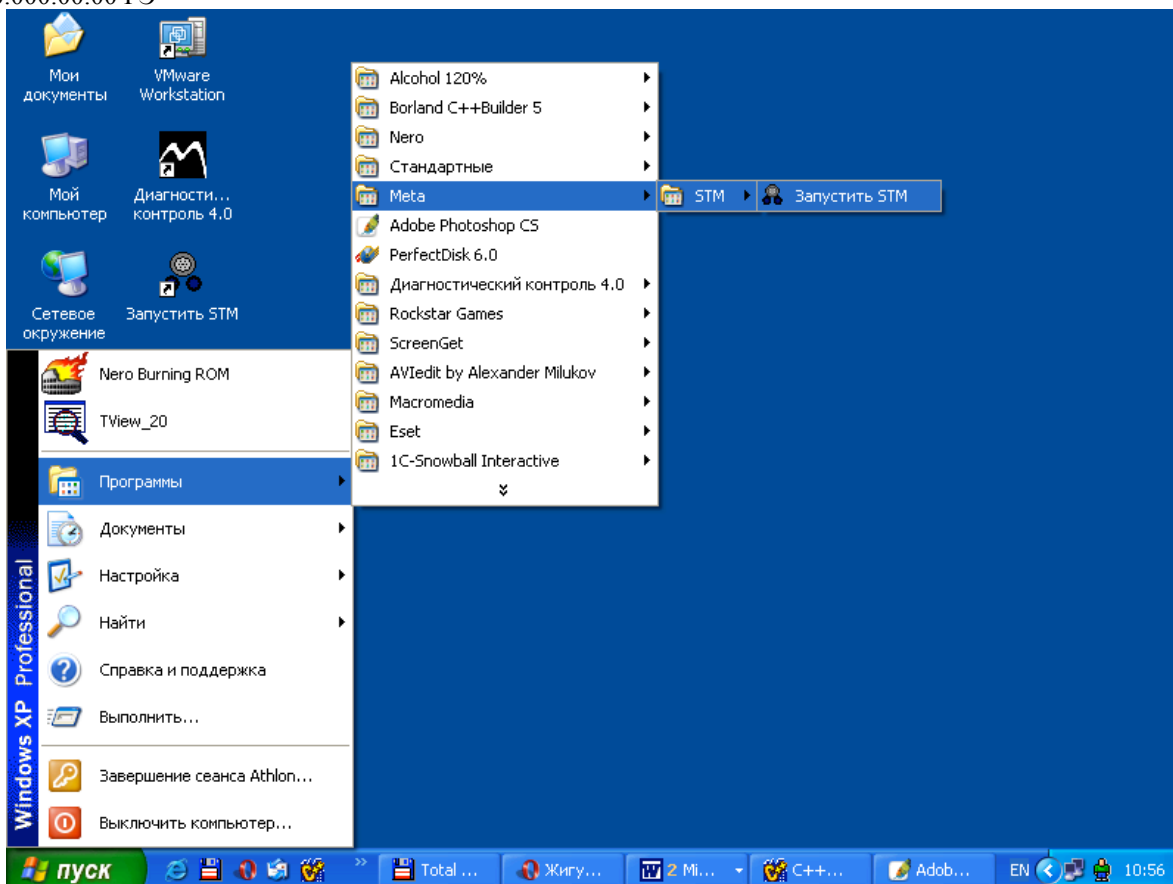 Мои
документы
VMware
Workstation
Мой
компьютер
Диагности...
контроль 4.0
Сетевое
окружение
Запустить STM
Alcohol 120%
Borland C++Builder 5
Nero
Стандартные
Meta
Adobe Photoshop CS
PerfectDisk 6.0
Диагностический контроль 4.0
Rockstar Games
ScreenGet
AVIedit by Alexander Milukov
Macromedia
Eset
1C-Snowball Interactive
STM
Запустить STM
Nero Burning ROM
TView_20
Программы
Документы
Настройка
Найти
Справка и поддержка
Выполнить...
Завершение сеанса Athlon...
Выключить компьютер...
Windows XP Professional
пуск
Total ...
Жигу...
2 Mi...
C++...
Adob...
EN
10:56